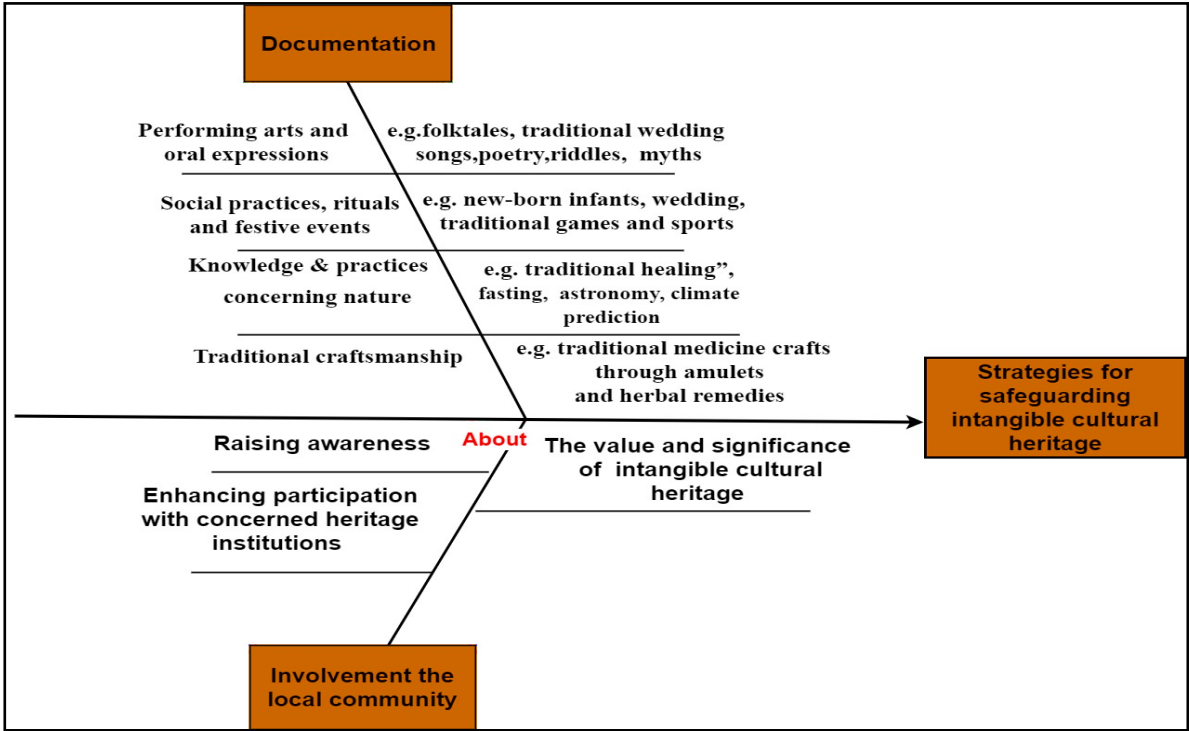 Documentation
Performing arts and
oral expressions
e.g.folktales, traditional wedding
songs,poetry,riddles, myths
Social practices, rituals
and festive events
e.g. new-born infants, wedding,
traditional games and sports
Knowledge & practices
concerning nature
e.g. traditional healing”,
fasting, astronomy, climate
prediction
Traditional craftsmanship
e.g. traditional medicine crafts
through amulets
and herbal remedies
Strategies for
safeguarding
intangible cultural
heritage
Raising awareness
About
The value and significance
of intangible cultural
heritage
Enhancing participation
with concerned heritage
institutions
Involvement the
local community